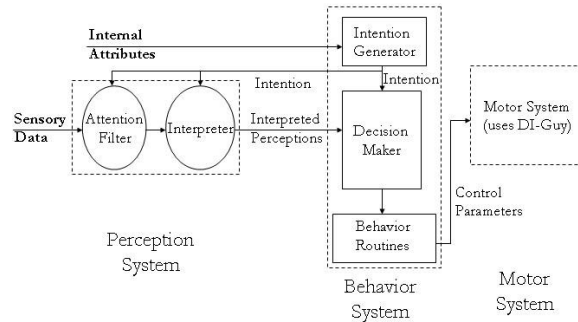 Internal
Attributes
Intention
Generator
Intention
Intention
Sensory
Data
Attention
Filter
Interpreter
Interpreted
Perceptions
Decision
Maker
Motor System
(uses DI-Guy)
Control
Parameters
Behavior
Routines
Perception
System
Behavior
System
Motor
System